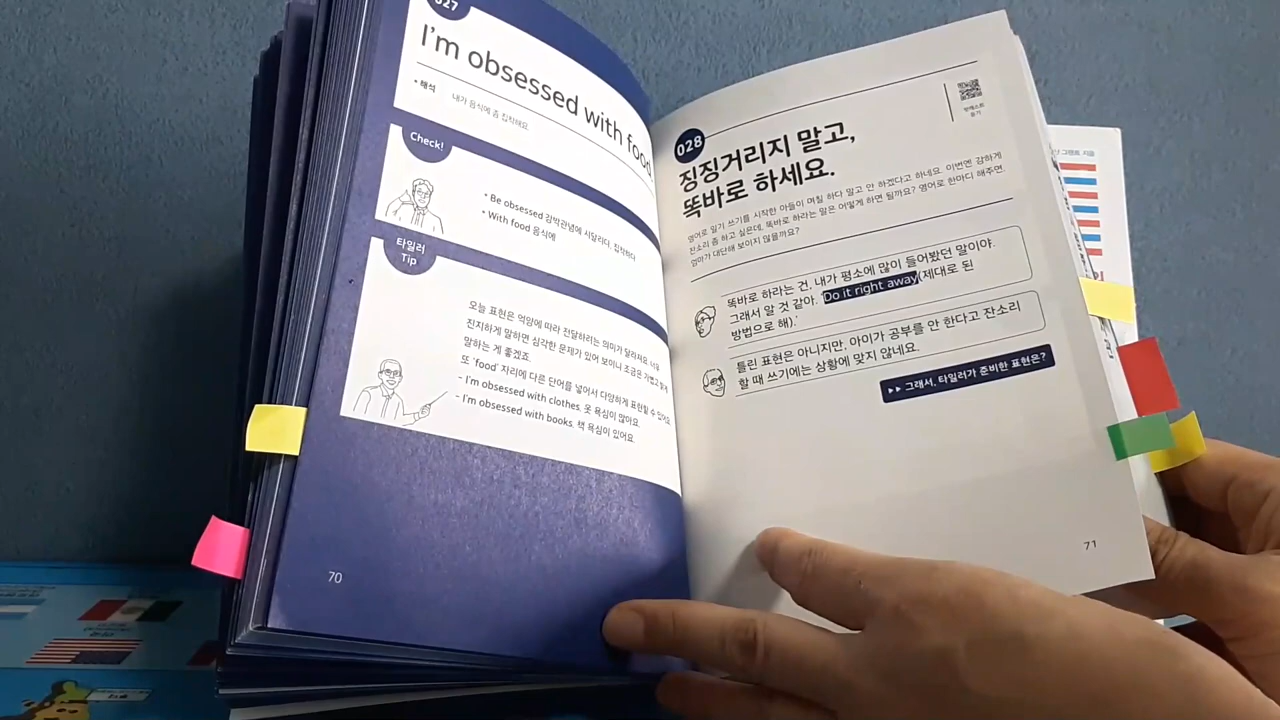 027
I'm obsessed with food
• 해석 내가 음식에 좀 집착해요.
Check!
• Be obsessed 강박관념에 시달리다, 집착하다
• With food 음식에
타일러
Tip
오늘 표현은 억양에 따라 전달하려는 의미가 달라져요. 너무
진지하게 말하면 심각한 문제가 있어 보이니 조금은 가볍고 밝게
말하는 게 좋겠죠.
또 'food' 자리에 다른 단어를 넣어서 다양하게 표현할 수 있어요.
- I'm obsessed with clothes. 옷 욕심이 많아요.
- I'm obsessed with books. 책 욕심이 있어요.
70
028
징징거리지 말고,
똑바로 하세요.
팟캐스트
듣기
영어로 일기 쓰기를 시작한 아들이 며칠 하다 말고 안 하겠다고 하네요. 이번엔 강하게
잔소리 좀 하고 싶은데, 똑바로 하라는 말은 어떻게 하면 될까요? 영어로 한마디 해주면,
엄마가 대단해 보이지 않을까요?
똑바로 하라는 건, 내가 평소에 많이 들어봤던 말이야.
그래서 알 것 같아. 'Do it right away(제대로 된
방법으로 해).'
틀린 표현은 아니지만, 아이가 공부를 안 한다고 잔소리
할 때 쓰기에는 상황에 맞지 않네요.
▶▶ 그래서, 타일러가 준비한 표현은?
71